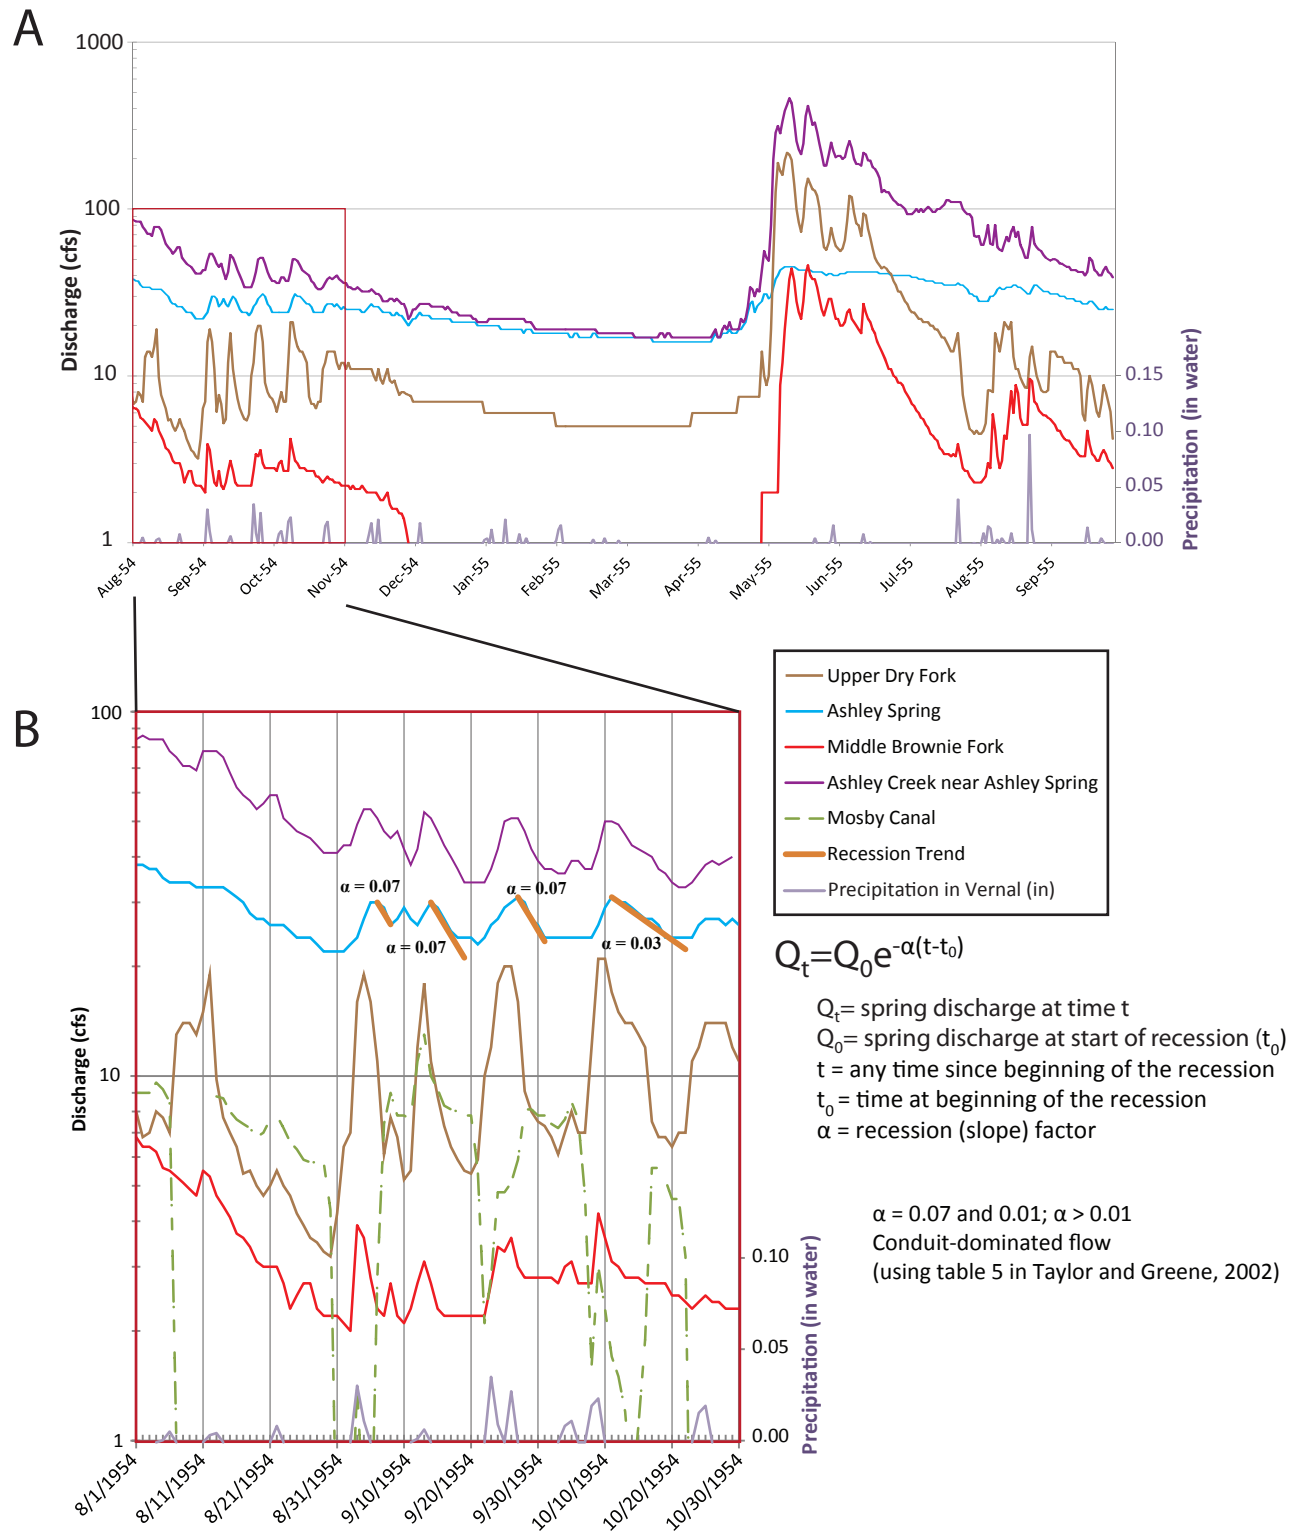 A
1000
100
10
1
Discharge (cfs)
0.15
0.10
0.05
0.00
Precipitation (in water)
Aug-54
Sep-54
Oct-54
Nov-54
Dec-54
Jan-55
Feb-55
Mar-55
Apr-55
May-55
Jun-55
Jul-55
Aug-55
Sep-55
B
100
10
1
Discharge (cfs)
α = 0.07
α = 0.07
α = 0.07
α = 0.03
0.10
0.05
0.00
Precipitation (in water)
8/1/1954
8/11/1954
8/21/1954
8/31/1954
9/10/1954
9/20/1954
9/30/1954
10/10/1954
10/20/1954
10/30/1954
Upper Dry Fork
Ashley Spring
Middle Brownie Fork
Ashley Creek near Ashley Spring
Mosby Canal
Recession Trend
Precipitation in Vernal (in)
Qt=Q0e-α(t-t0)
Qt= spring discharge at time t
Q0= spring discharge at start of recession (t0)
t = any time since beginning of the recession
t0 = time at beginning of the recession
α = recession (slope) factor
α = 0.07 and 0.01; α > 0.01
Conduit-dominated flow
(using table 5 in Taylor and Greene, 2002)